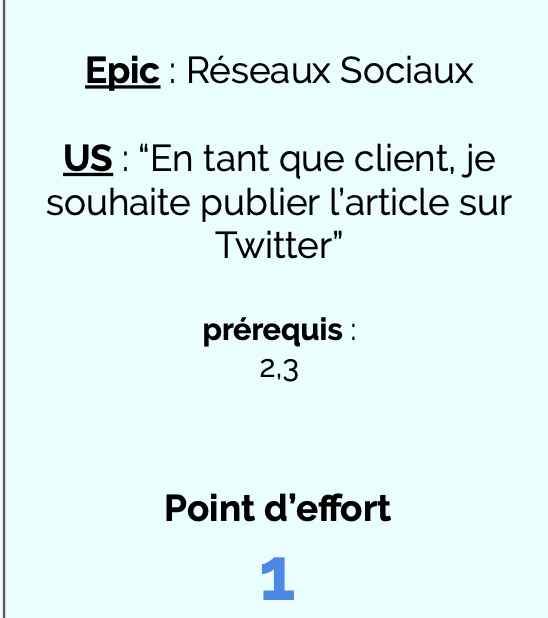 Epic : Réseaux Sociaux
US : “En tant que client, je
souhaite publier l’article sur
Twitter”
prérequis :
2,3
Point d’effort
1